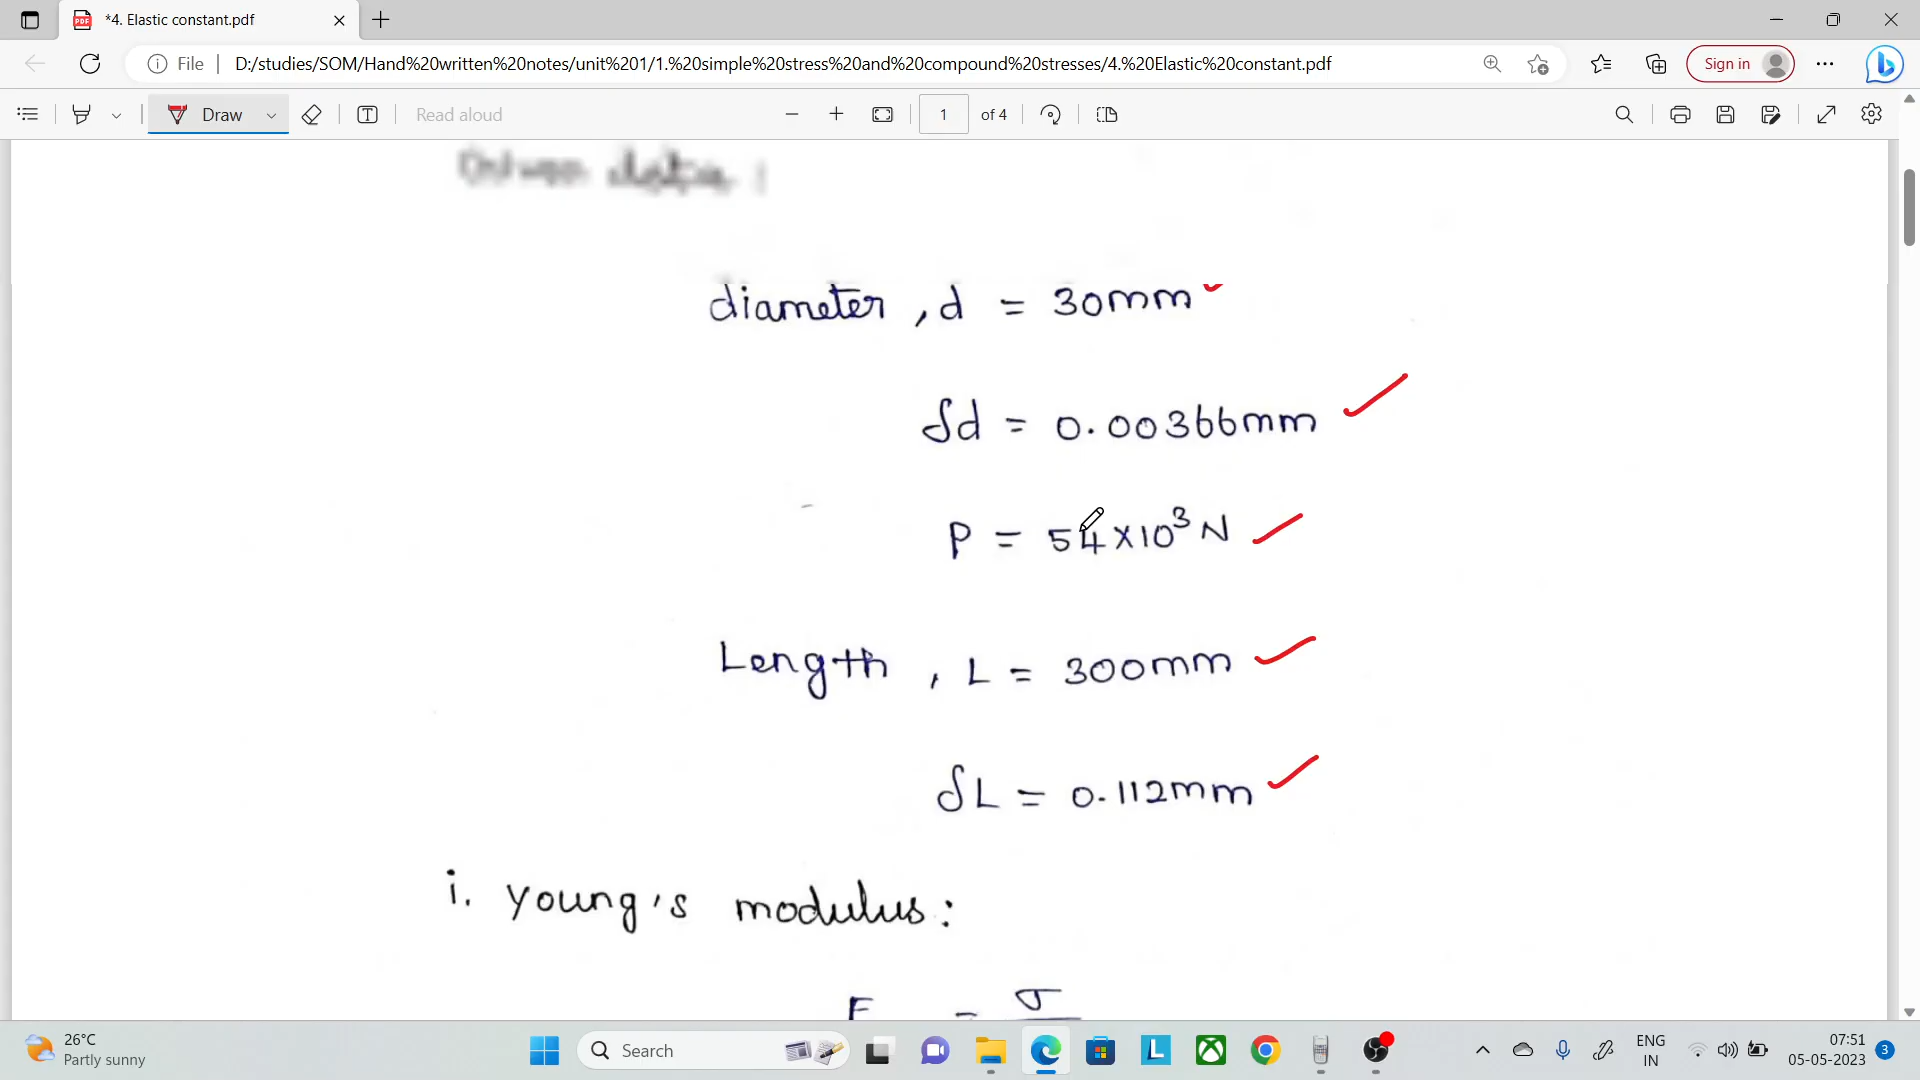 *4. Elastic constant.pdf
File
D:/studies/SOM/Hand%20written%20notes/unit%201/1.%20simple%20stress%20and%20compound%20stresses/4.%20Elastic%20constant.pdf
Sign in
Draw
Read aloud
1 of 4
diameter, d = 30mm
δd = 0.00366mm
P = 54×10³ N
Length, L = 300mm
δL = 0.112mm
i. young's modulus:
E = σ
26°C
Partly sunny
Search
ENG
IN
07:51
05-05-2023
3